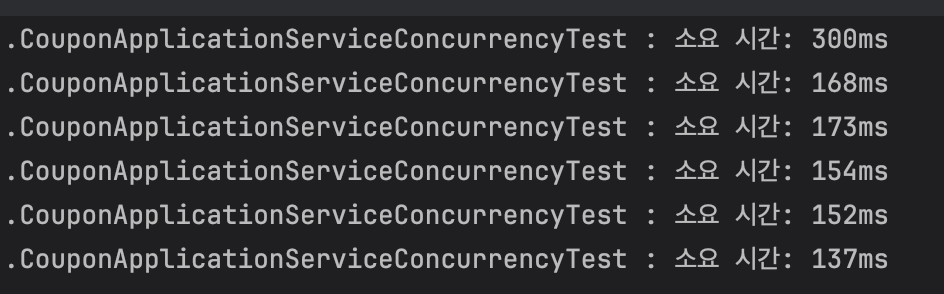 .CouponApplicationServiceConcurrencyTest : 소요 시간: 300ms
.CouponApplicationServiceConcurrencyTest : 소요 시간: 168ms
.CouponApplicationServiceConcurrencyTest : 소요 시간: 173ms
.CouponApplicationServiceConcurrencyTest : 소요 시간: 154ms
.CouponApplicationServiceConcurrencyTest : 소요 시간: 152ms
.CouponApplicationServiceConcurrencyTest : 소요 시간: 137ms